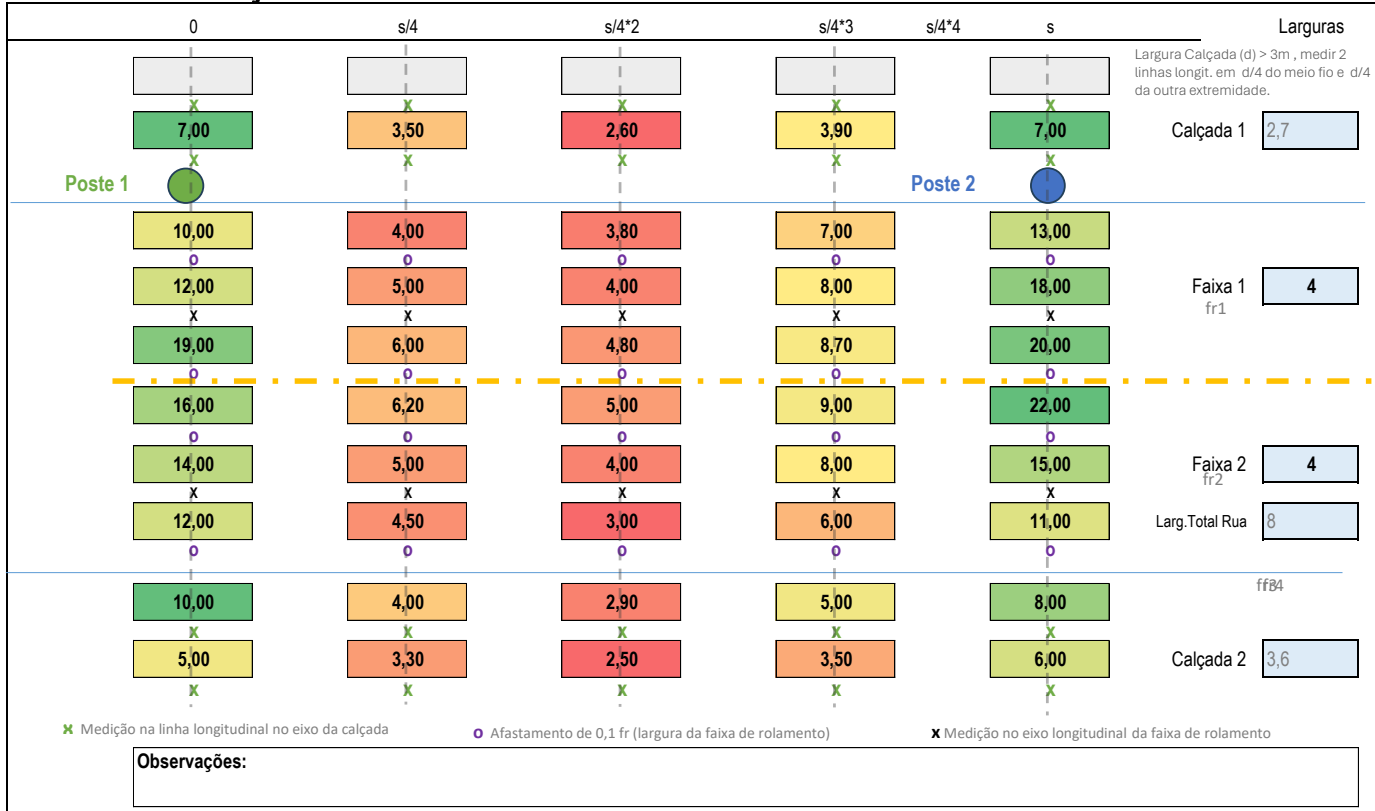 0 s/4 s/4*2 s/4*3 s/4*4 s Larguras
Largura Calçada (d) > 3m , medir 2
linhas longit. em d/4 do meio fio e d/4
da outra extremidade.
x x x x x
7,00 3,50 2,60 3,90 7,00 Calçada 1 2,7
x x x x x
Poste 1 Poste 2
10,00 4,00 3,80 7,00 13,00
o o o o o
12,00 5,00 4,00 8,00 18,00 Faixa 1 4
fr1
x x x x x
19,00 6,00 4,80 8,70 20,00
o o o o o
16,00 6,20 5,00 9,00 22,00
o o o o o
14,00 5,00 4,00 8,00 15,00 Faixa 2 4
fr2
x x x x x
12,00 4,50 3,00 6,00 11,00 Larg.Total Rua 8
o o o o o
10,00 4,00 2,90 5,00 8,00
x x x x x
5,00 3,30 2,50 3,50 6,00 Calçada 2 3,6
x x x x x
x Medição na linha longitudinal no eixo da calçada o Afastamento de 0,1 fr (largura da faixa de rolamento) x Medição no eixo longitudinal da faixa de rolamento
Observações: